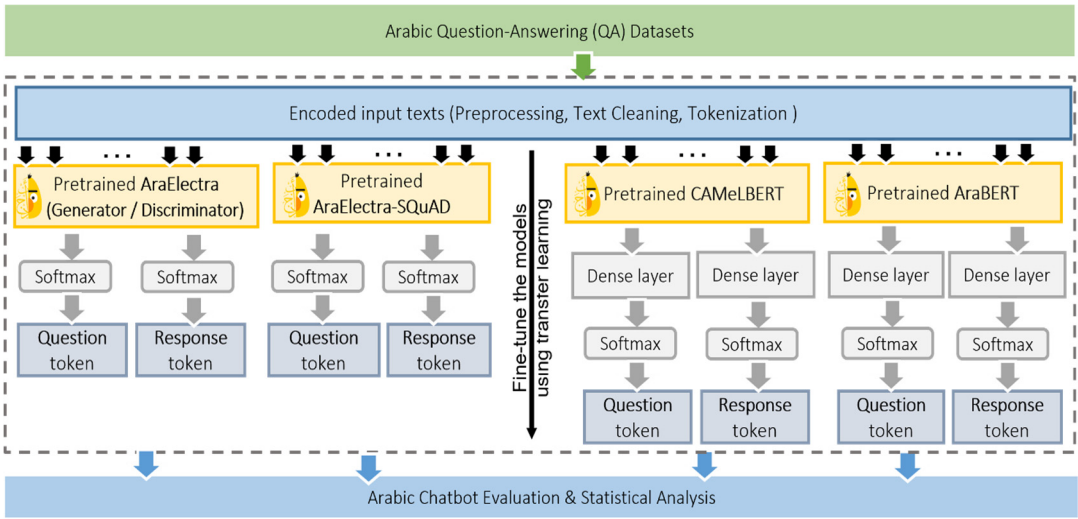 Arabic Question-Answering (QA) Datasets
Encoded input texts (Preprocessing, Text Cleaning, Tokenization )
Pretrained AraElectra
(Generator / Discriminator)
Softmax
Softmax
Question
token
Response
token
Pretrained
AraElectra-SQuAD
Softmax
Softmax
Question
token
Response
token
Fine-tune the models
using transfer learning
Pretrained CAMeLBERT
Dense layer
Dense layer
Softmax
Softmax
Question
token
Response
token
Pretrained AraBERT
Dense layer
Dense layer
Softmax
Softmax
Question
token
Response
token
Arabic Chatbot Evaluation & Statistical Analysis